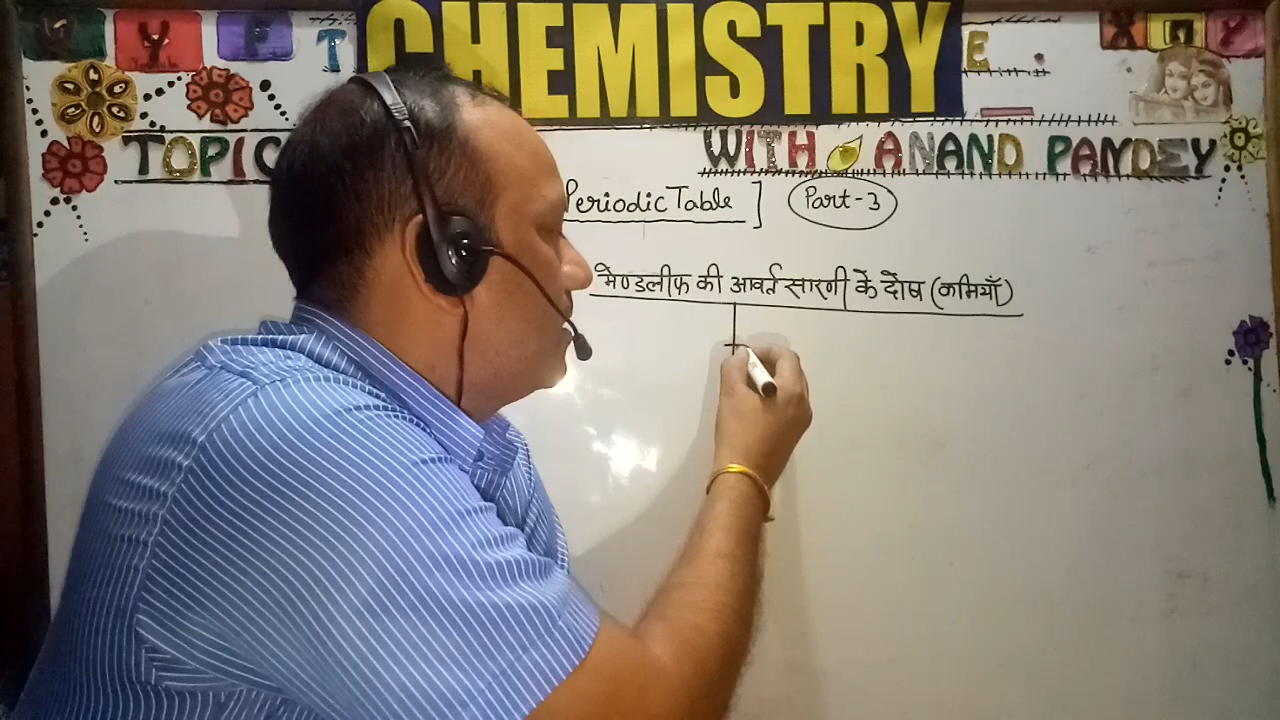 CHEMISTRY
TOPIC WITH ANAND PANDEY
Periodic Table ] Part-3
मेण्डलीफ की आवर्त सारणी के दोष (कमियाँ)